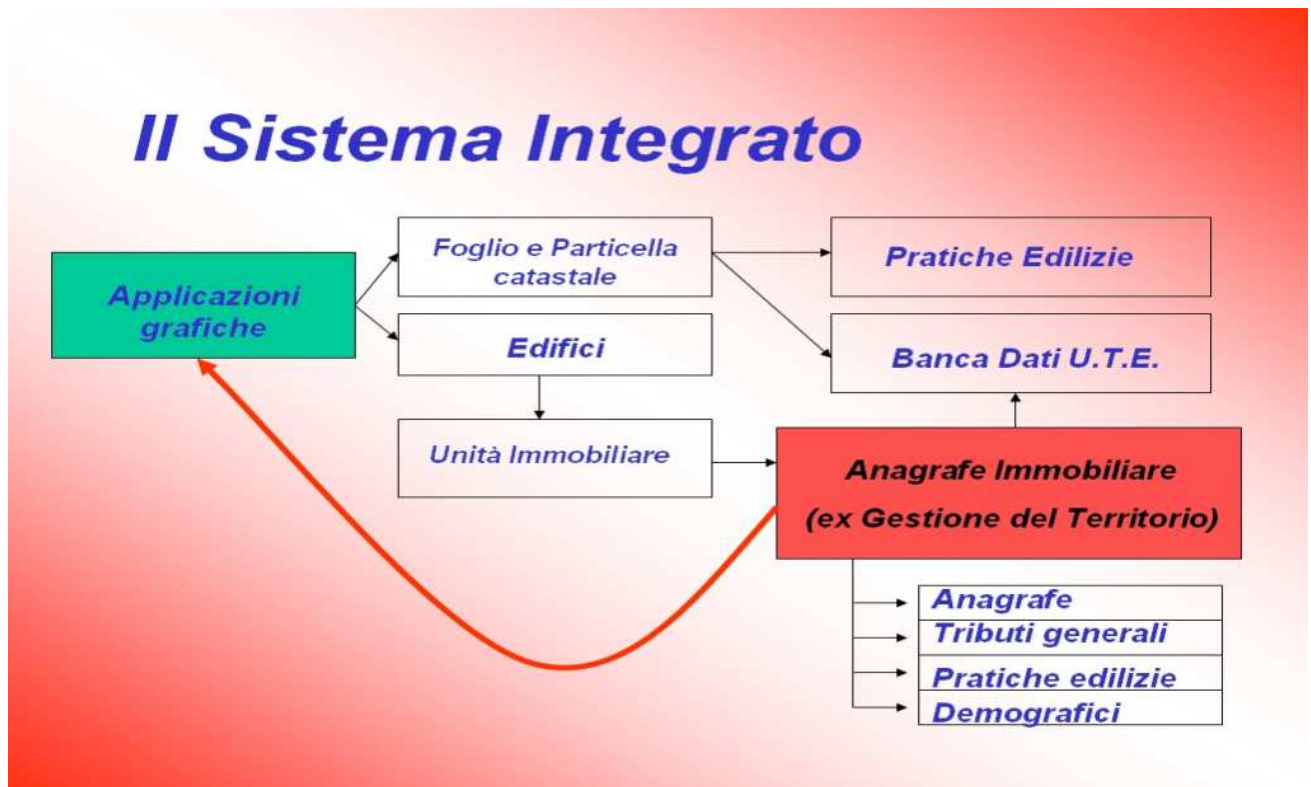 Il Sistema Integrato
Applicazioni
grafiche
Foglio e Particella
catastale
Edifici
Unità Immobiliare
Pratiche Edilizie
Banca Dati U.T.E.
Anagrafe Immobiliare
(ex Gestione del Territorio)
Anagrafe
Tributi generali
Pratiche edilizie
Demografici